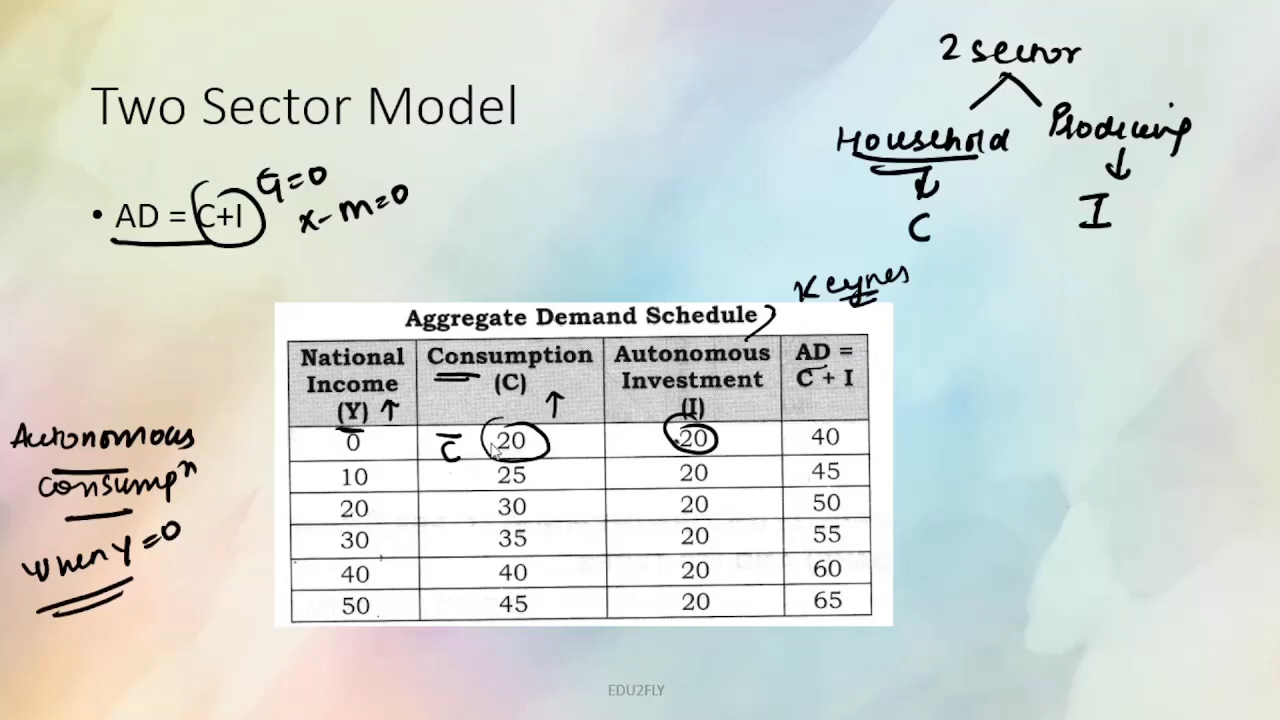 2 sector
Household
Producing
C
I
Two Sector Model
• AD = C+I
G=0
x-m=0
Keynes
Aggregate Demand Schedule
National Income (Y) Consumption (C) Autonomous Investment (I) AD = C + I
0 C̅ 20 20 40
10 25 20 45
20 30 20 50
30 35 20 55
40 40 20 60
50 45 20 65
Autonomous
consumpⁿ
when y=0
EDU2FLY